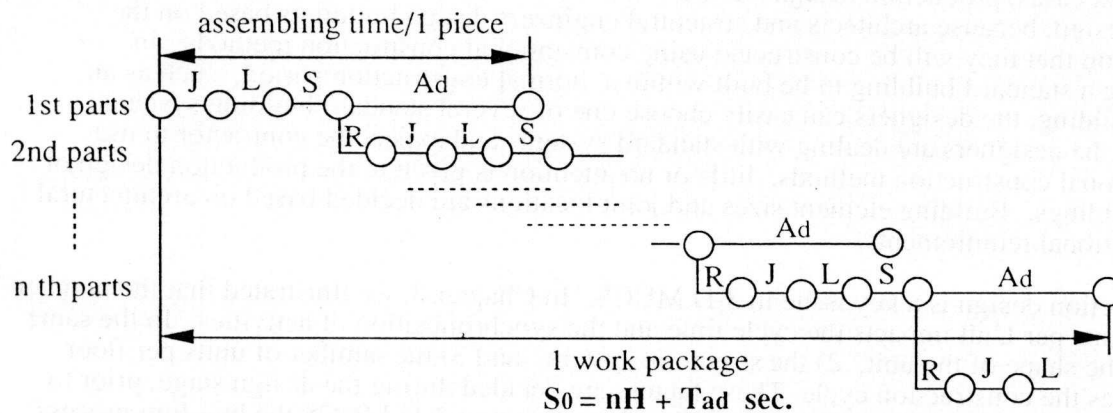 assembling time/1 piece
1st parts J L S Ad
R J L S
2nd parts
n th parts
Ad
R J L S Ad
1 work package
R J L
S0 = nH + Tad sec.